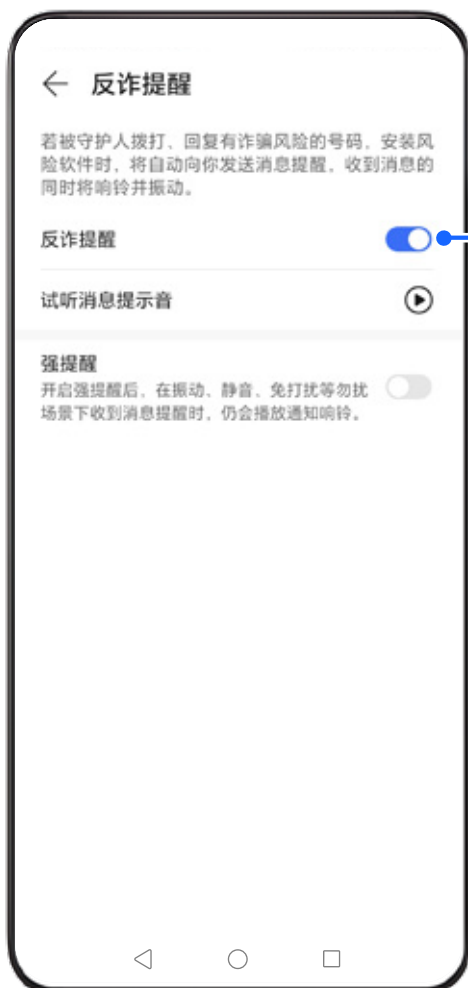 反诈提醒
若被守护人拨打、回复有诈骗风险的号码，安装风
险软件时，将自动向你发送消息提醒，收到消息的
同时将响铃并振动。
反诈提醒
试听消息提示音
强提醒
开启强提醒后，在振动、静音、免打扰等勿扰
场景下收到消息提醒时，仍会播放通知响铃。